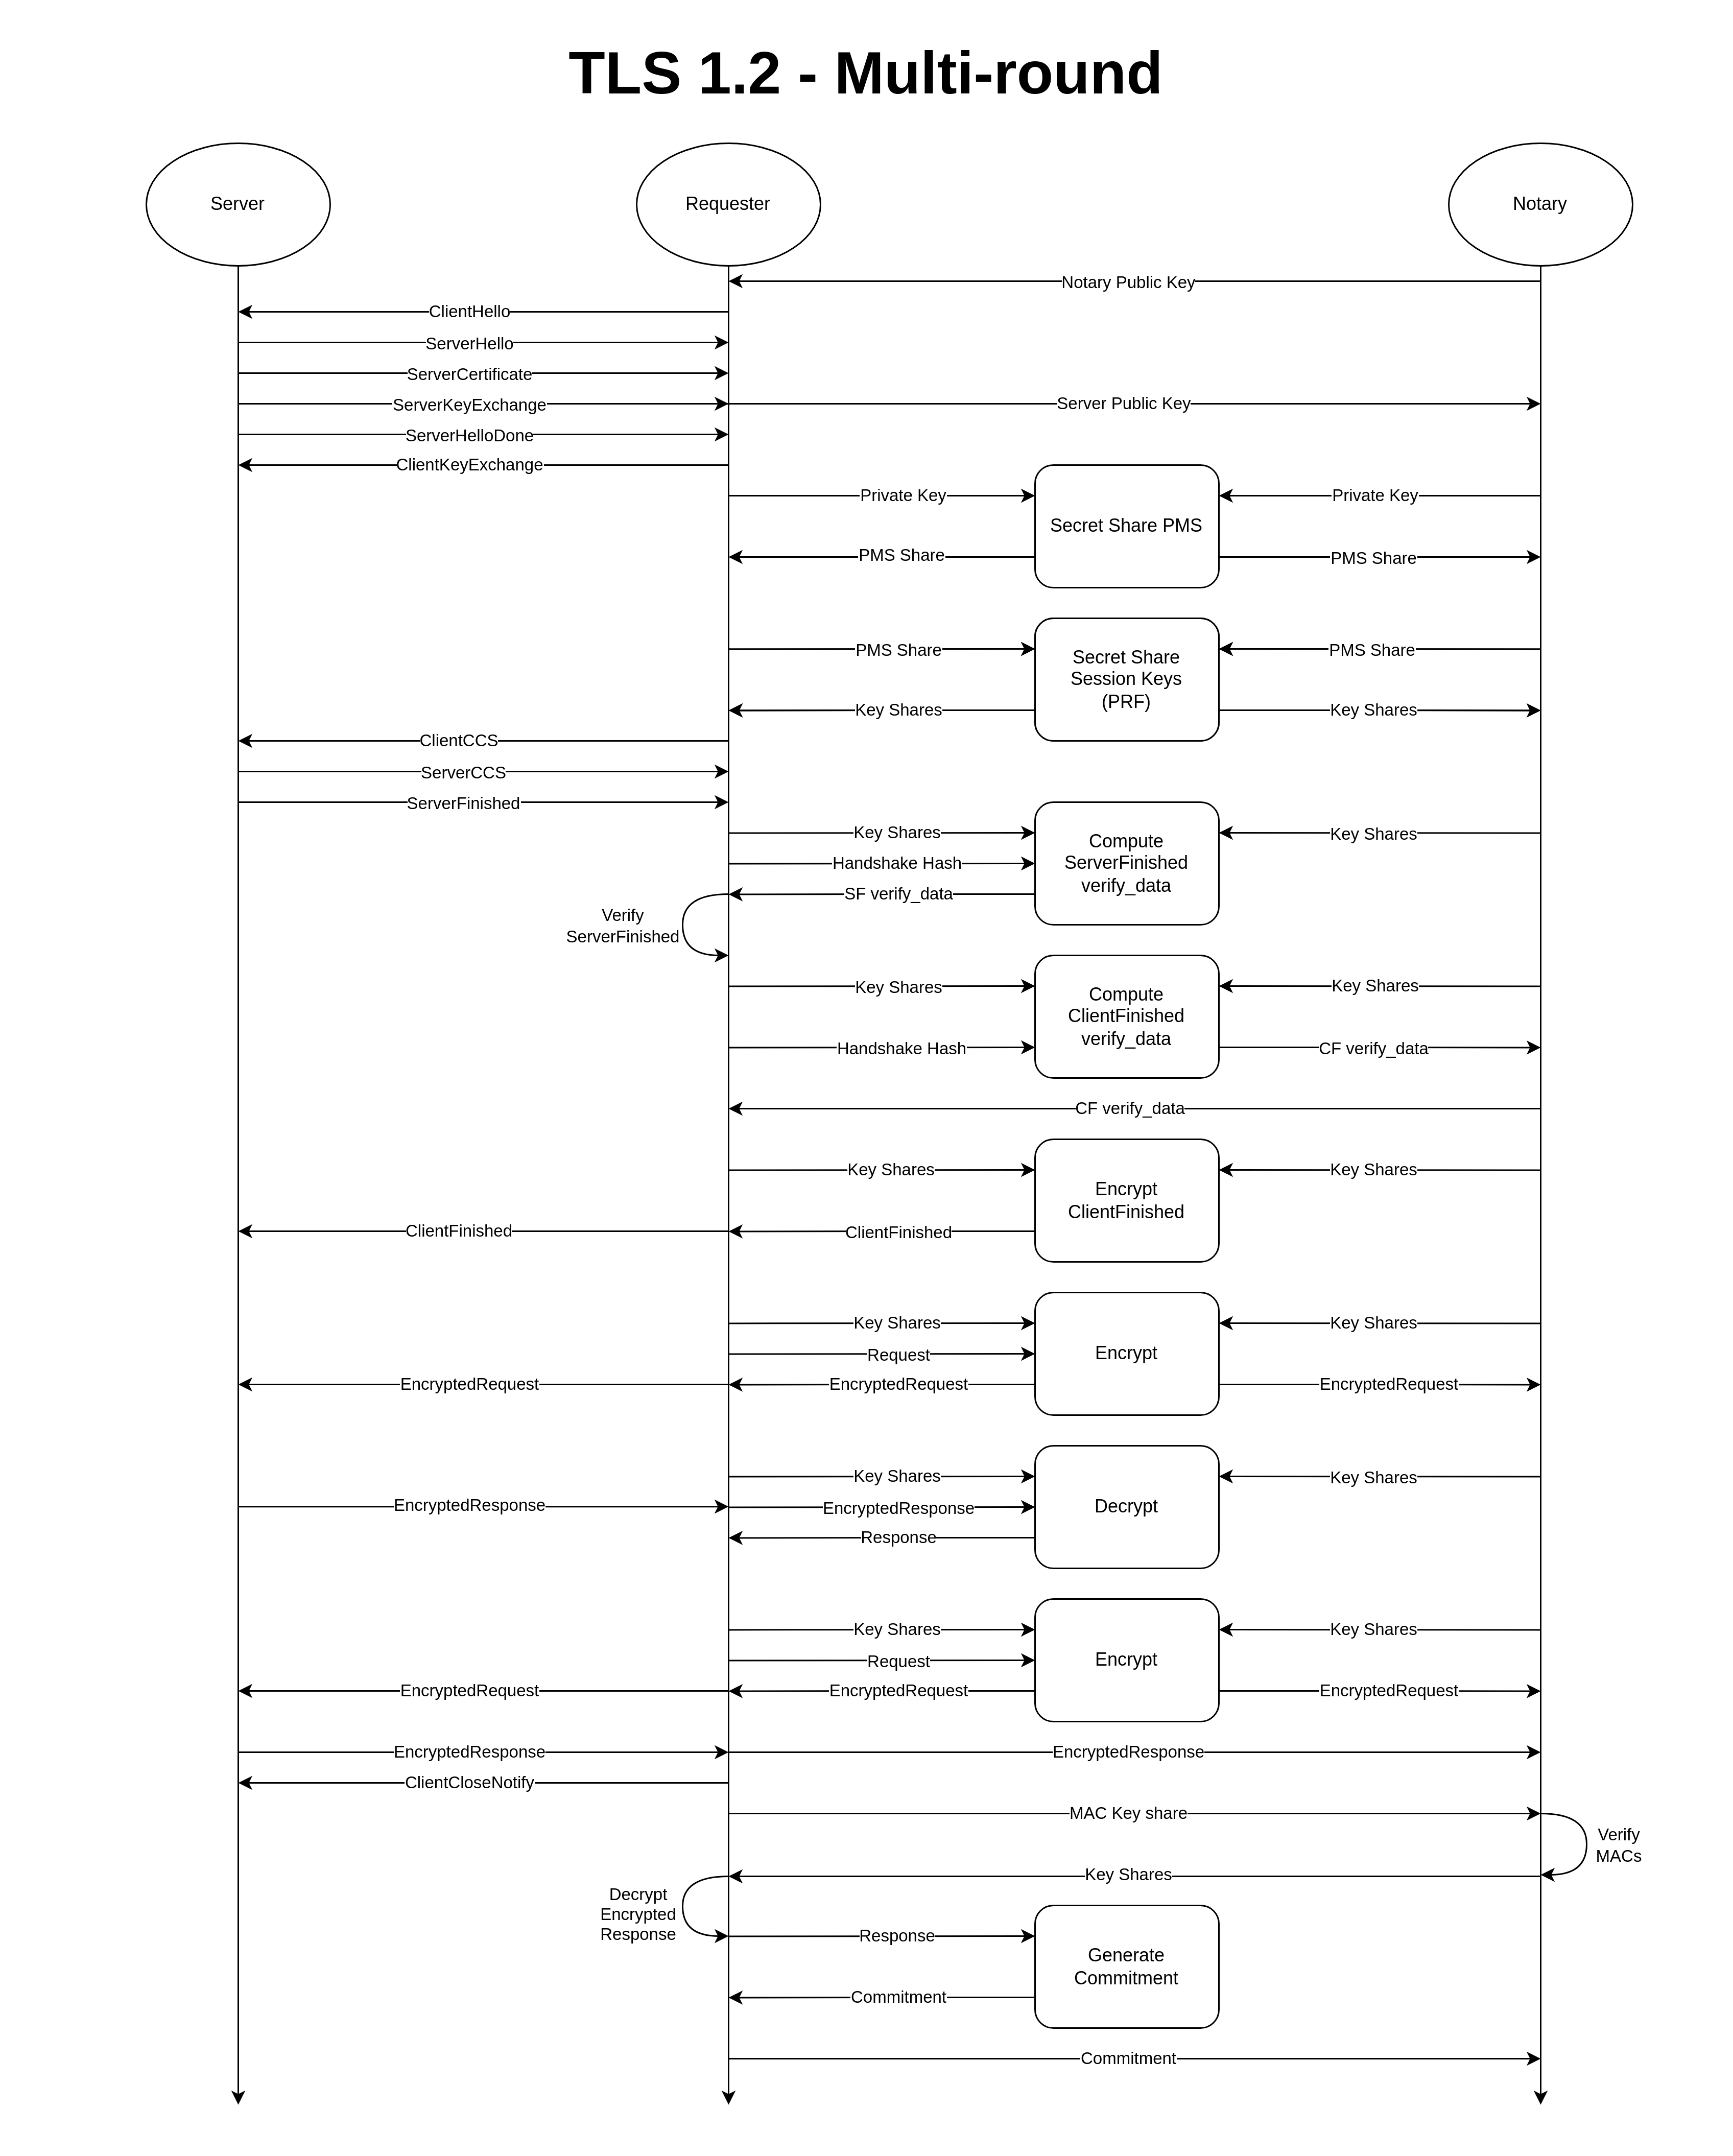 TLS 1.2 - Multi-round
Server
Requester
Notary
Notary Public Key
ClientHello
ServerHello
ServerCertificate
ServerKeyExchange
Server Public Key
ServerHelloDone
ClientKeyExchange
Private Key
Private Key
Secret Share PMS
PMS Share
PMS Share
PMS Share
PMS Share
Secret Share
Session Keys
(PRF)
Key Shares
Key Shares
ClientCCS
ServerCCS
ServerFinished
Key Shares
Key Shares
Compute
ServerFinished
verify_data
Handshake Hash
SF verify_data
Verify
ServerFinished
Key Shares
Key Shares
Compute
ClientFinished
verify_data
Handshake Hash
CF verify_data
CF verify_data
Key Shares
Key Shares
Encrypt
ClientFinished
ClientFinished
ClientFinished
Key Shares
Key Shares
Request
Encrypt
EncryptedRequest
EncryptedRequest
EncryptedRequest
Key Shares
Key Shares
EncryptedResponse
EncryptedResponse
Decrypt
Response
Key Shares
Key Shares
Request
Encrypt
EncryptedRequest
EncryptedRequest
EncryptedRequest
EncryptedResponse
EncryptedResponse
ClientCloseNotify
MAC Key share
Verify
MACs
Key Shares
Decrypt
Encrypted
Response
Response
Generate
Commitment
Commitment
Commitment